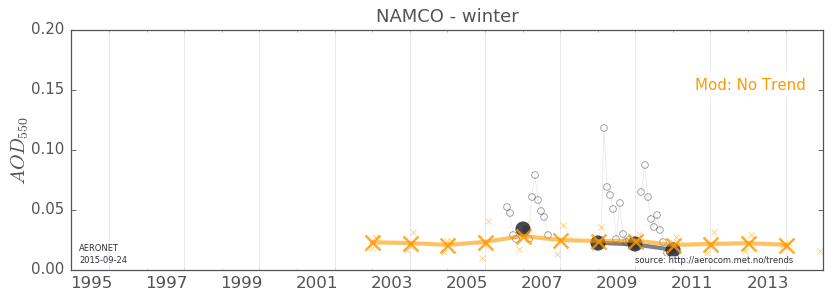 NAMCO - winter
0.20
0.15
0.10
0.05
0.00
AOD550
Mod: No Trend
AERONET
2015-09-24
source: http://aerocom.met.no/trends
1995 1997 1999 2001 2003 2005 2007 2009 2011 2013